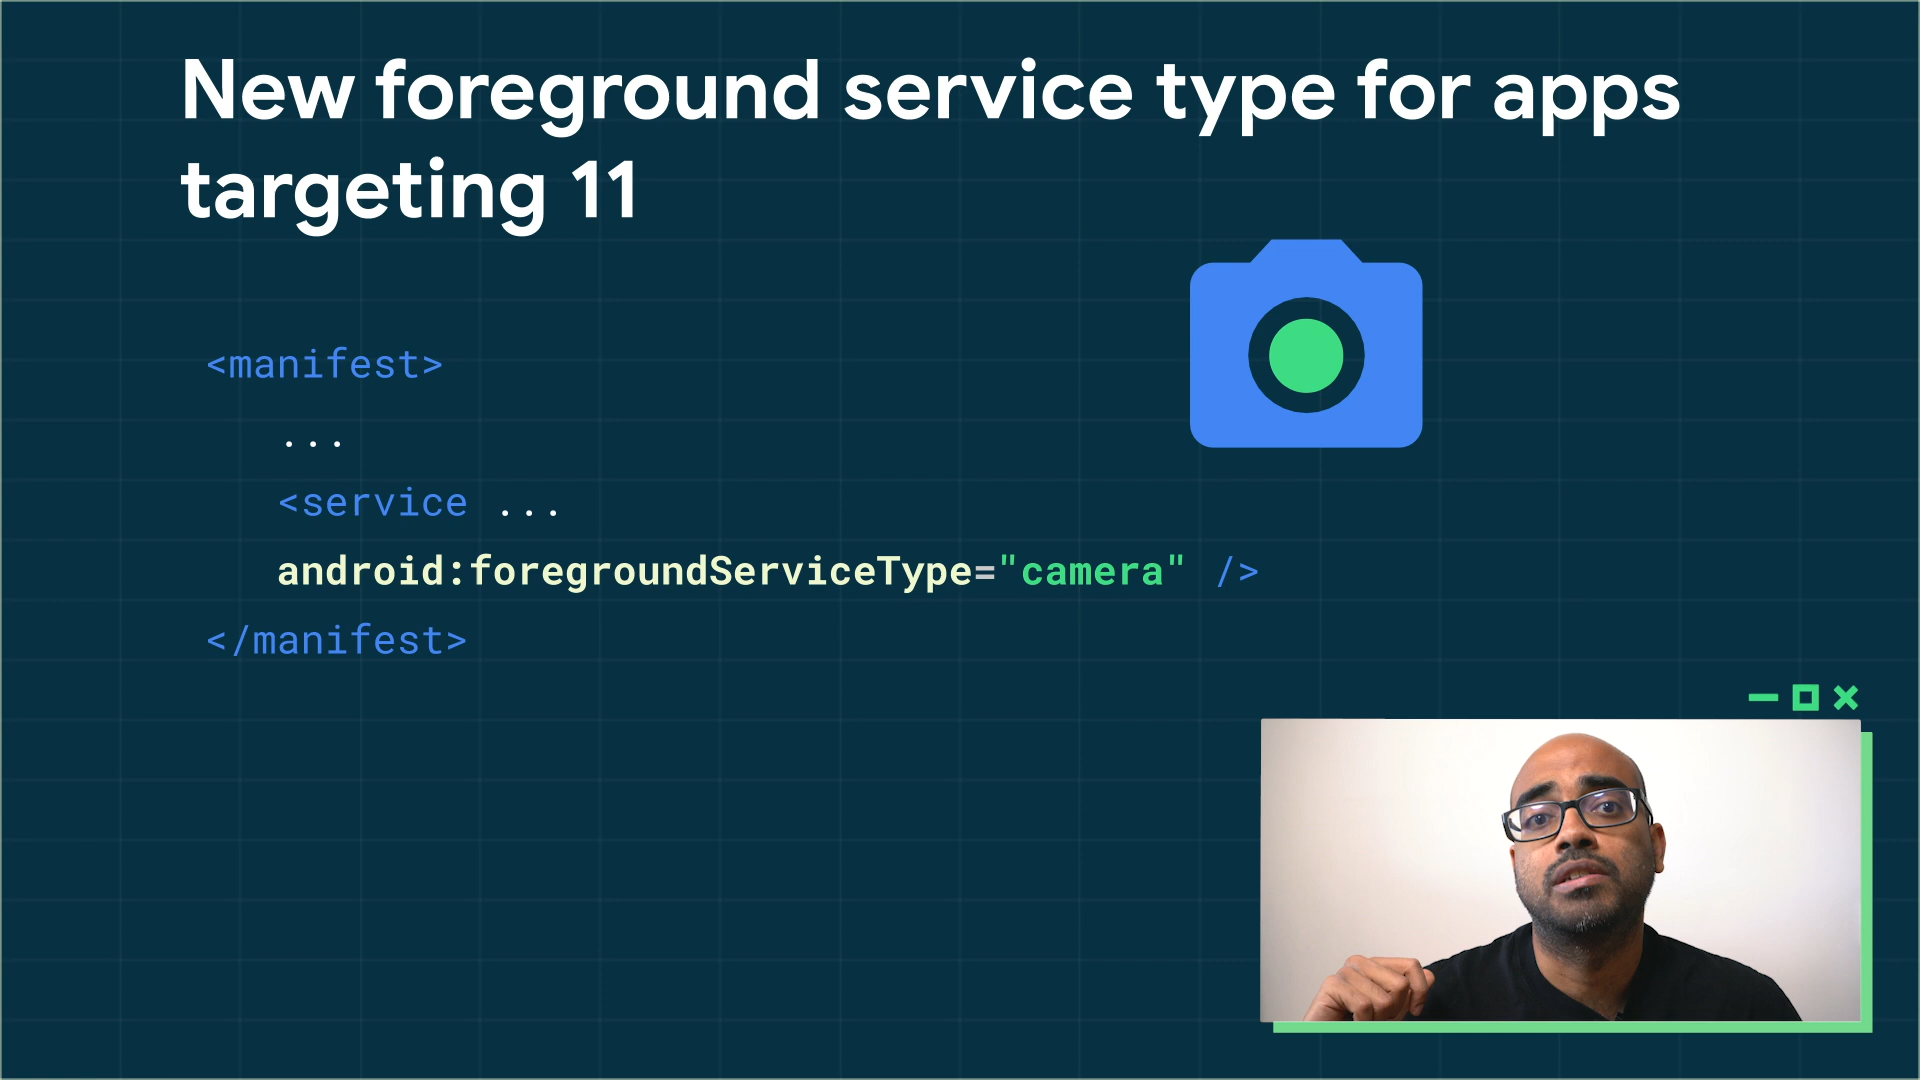 New foreground service type for apps
targeting 11
<manifest>
...
<service ...
android:foregroundServiceType="camera" />
</manifest>